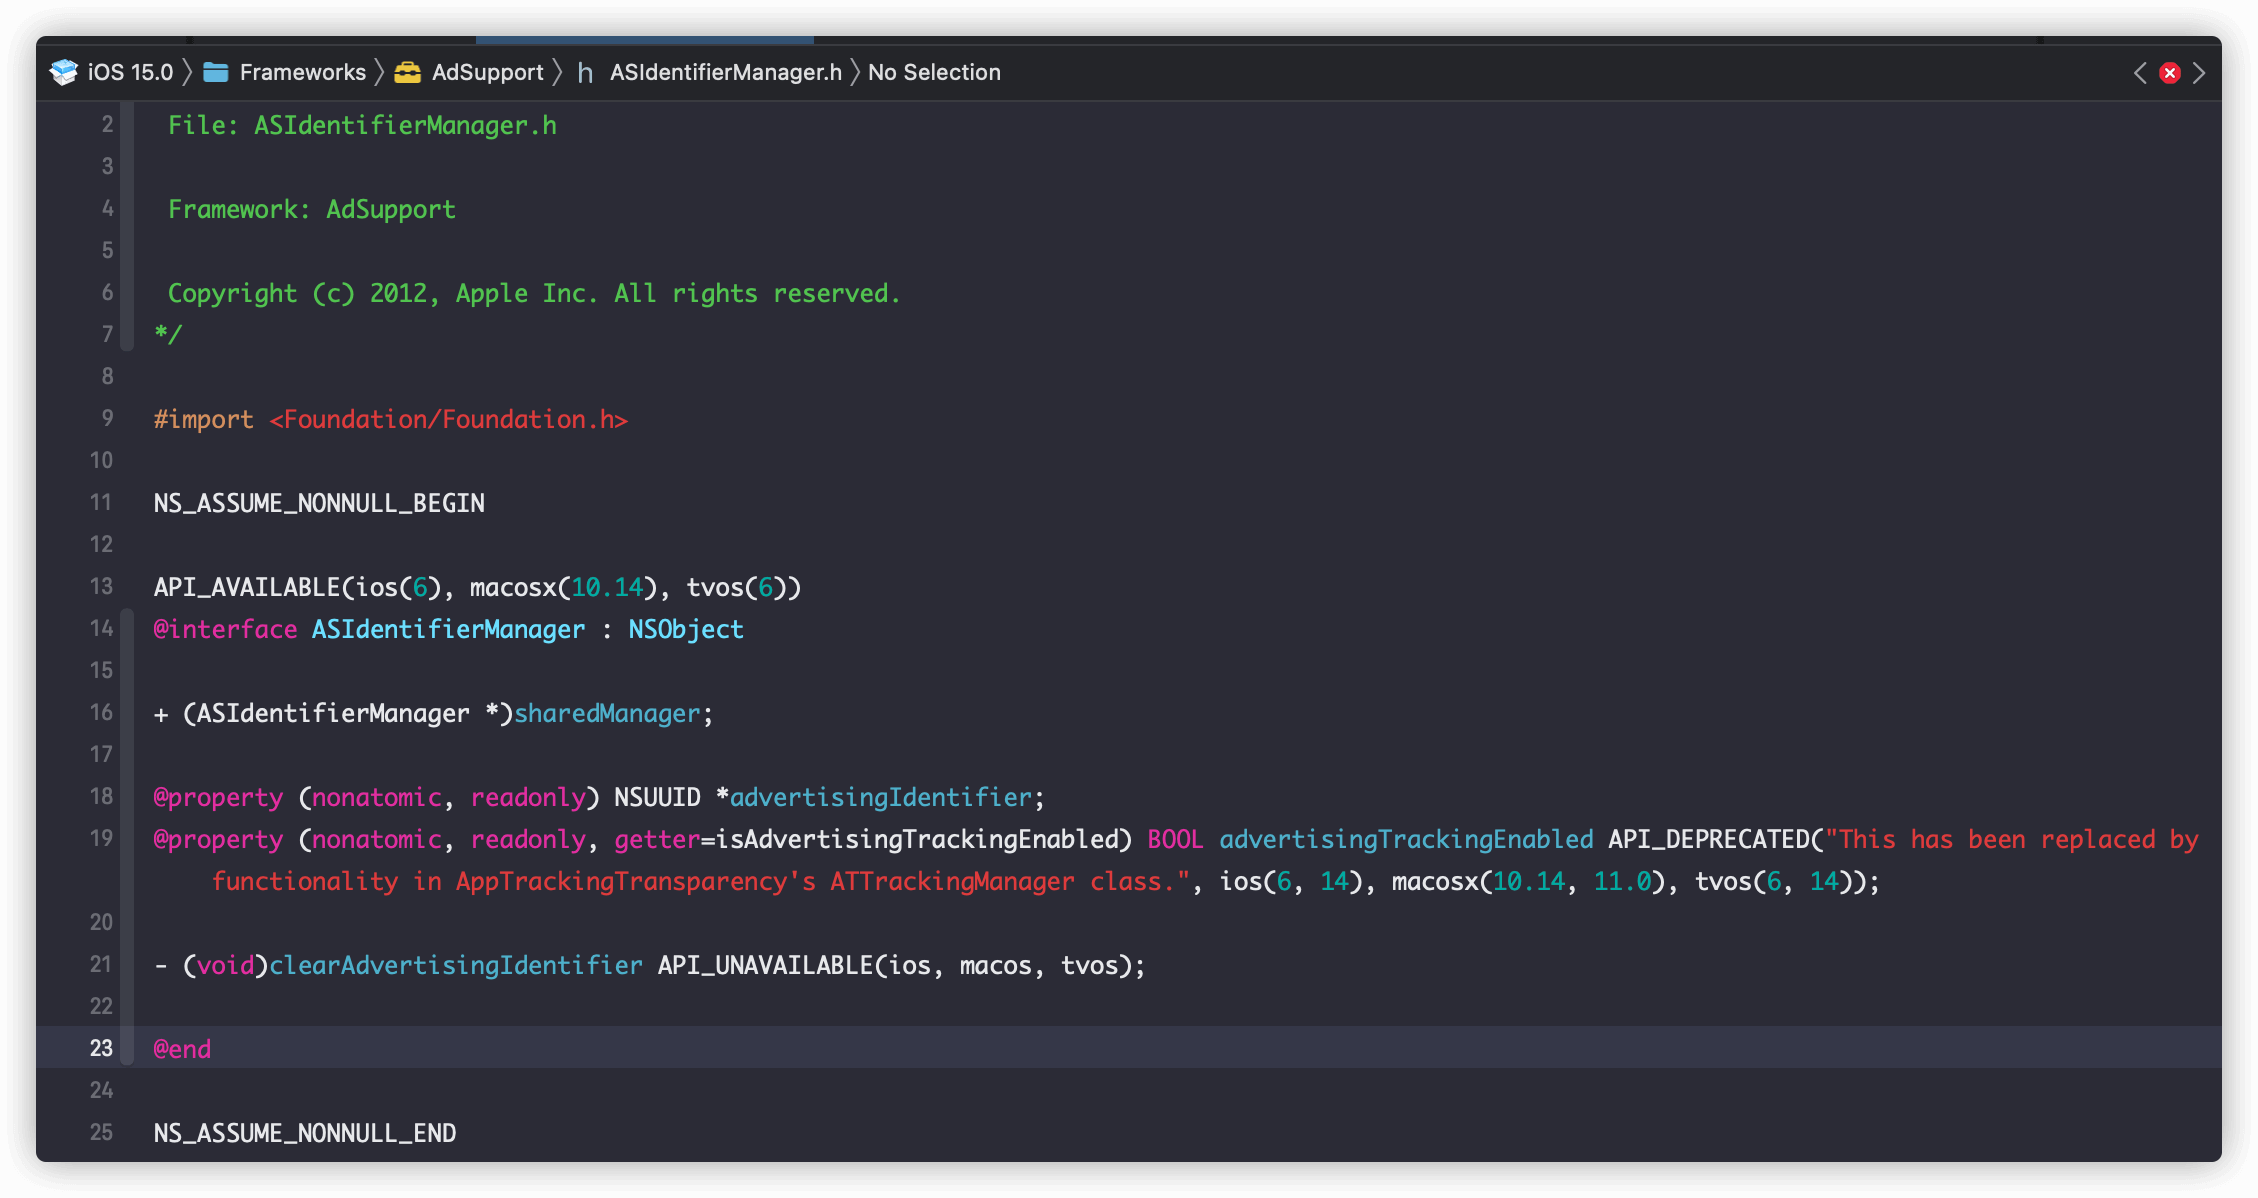 iOS 15.0 〉 Frameworks 〉 AdSupport 〉 h ASIdentifierManager.h 〉 No Selection
2 File: ASIdentifierManager.h
3
4 Framework: AdSupport
5
6 Copyright (c) 2012, Apple Inc. All rights reserved.
7 */
8
9 #import <Foundation/Foundation.h>
10
11 NS_ASSUME_NONNULL_BEGIN
12
13 API_AVAILABLE(ios(6), macosx(10.14), tvos(6))
14 @interface ASIdentifierManager : NSObject
15
16 + (ASIdentifierManager *)sharedManager;
17
18 @property (nonatomic, readonly) NSUUID *advertisingIdentifier;
19 @property (nonatomic, readonly, getter=isAdvertisingTrackingEnabled) BOOL advertisingTrackingEnabled API_DEPRECATED("This has been replaced by
functionality in AppTrackingTransparency's ATTrackingManager class.", ios(6, 14), macosx(10.14, 11.0), tvos(6, 14));
20
21 - (void)clearAdvertisingIdentifier API_UNAVAILABLE(ios, macos, tvos);
22
23 @end
24
25 NS_ASSUME_NONNULL_END